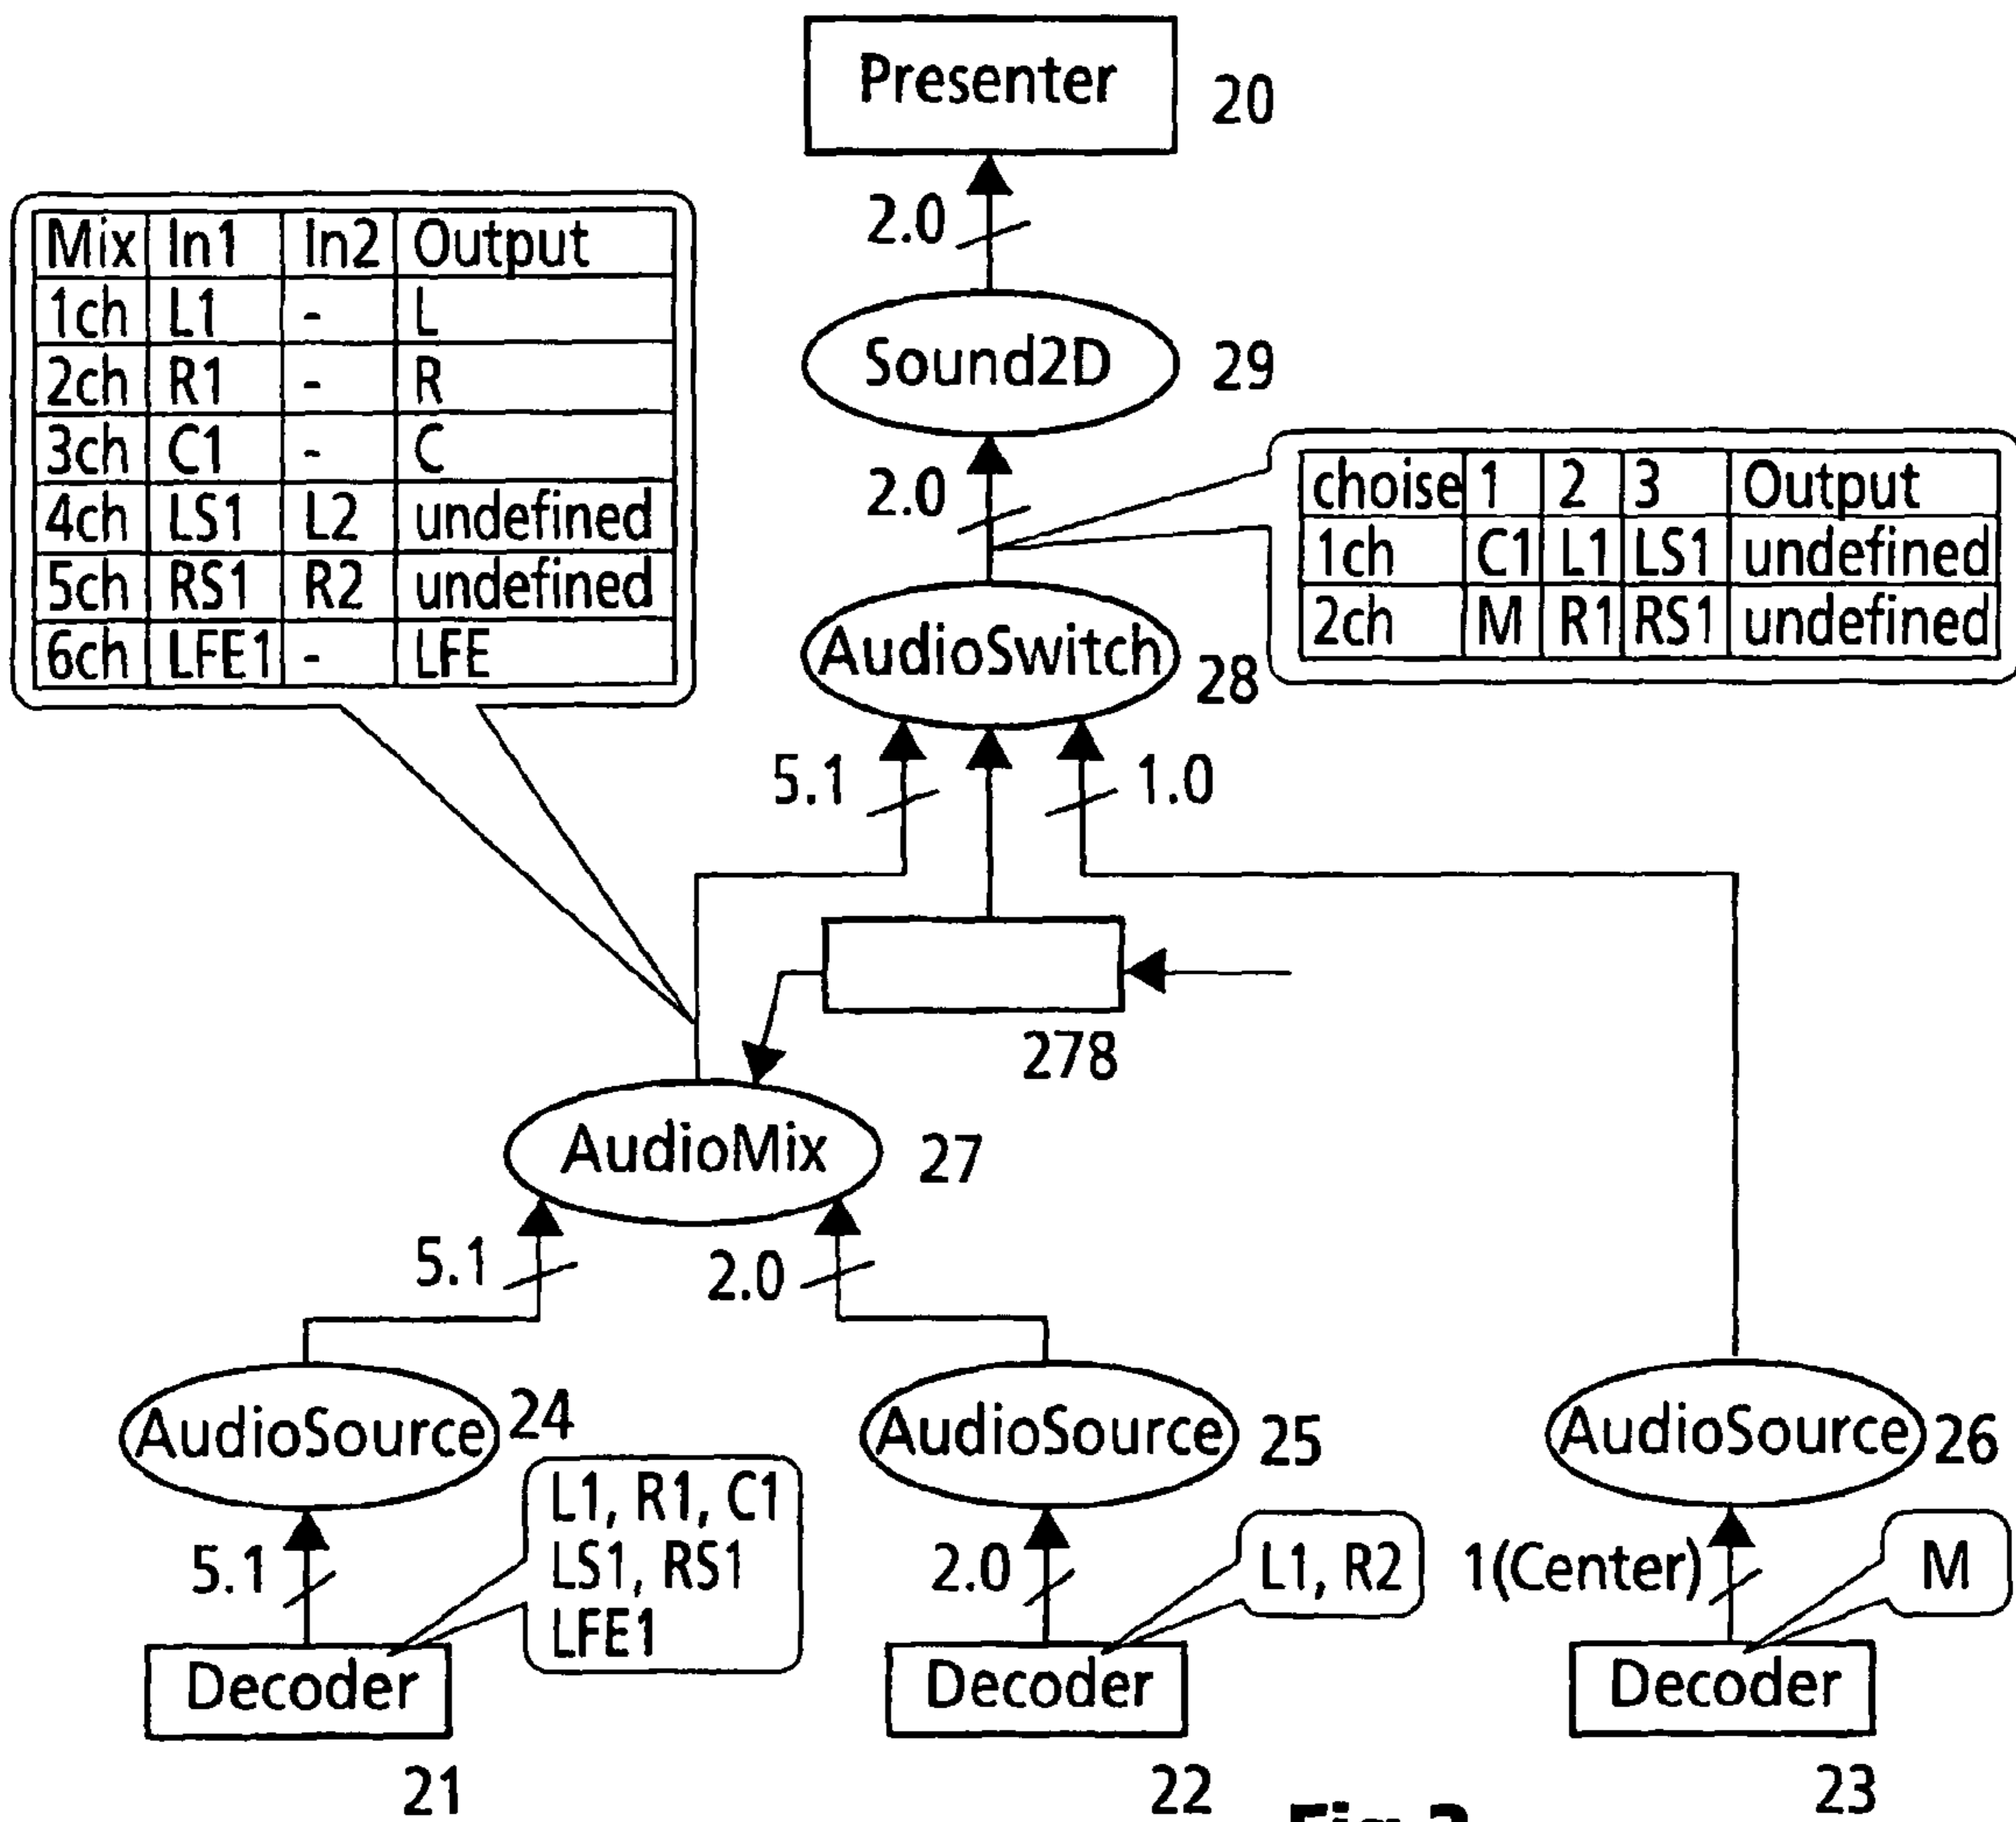 Presenter
20
2.0
Mix In1 In2 Output
1ch L1 - L
2ch R1 - R
3ch C1 - C
4ch LS1 L2 undefined
5ch RS1 R2 undefined
6ch LFE1 - LFE
Sound2D
29
2.0
choise 1 2 3 Output
1ch C1 L1 LS1 undefined
2ch M R1 RS1 undefined
AudioSwitch
28
5.1
1.0
278
AudioMix
27
5.1
2.0
AudioSource
24
AudioSource
25
AudioSource
26
5.1
L1, R1, C1
LS1, RS1
LFE1
2.0
L1, R2
1(Center)
M
Decoder
Decoder
Decoder
21
22
23